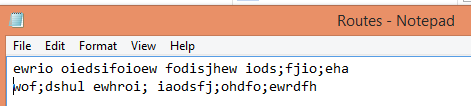 Routes - Notepad
File Edit Format View Help
ewrio oiedsifoioew fodisjhew iods;fjio;eha
wof;dshul ewhroi; iaodsfj;ohdfo;ewrdfh